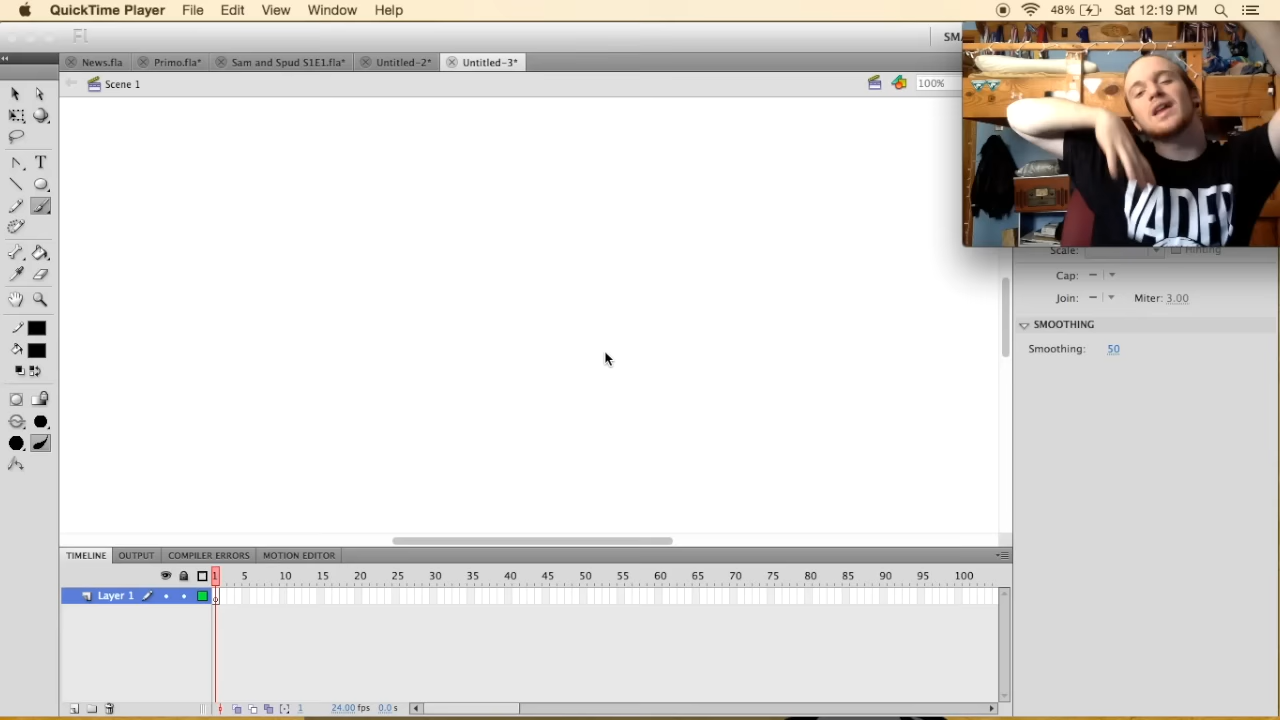 QuickTime Player File Edit View Window Help 48% Sat 12:19 PM
Fl SMA
News.fla Primo.fla* Sam and Spud S1E1.fla* Untitled-2* Untitled-3*
Scene 1 100%
VADER
T
Scale: Hinting
Cap:
Join: Miter: 3.00
SMOOTHING
Smoothing: 50
TIMELINE OUTPUT COMPILER ERRORS MOTION EDITOR
1 5 10 15 20 25 30 35 40 45 50 55 60 65 70 75 80 85 90 95 100
Layer 1
1 24.00 fps 0.0 s